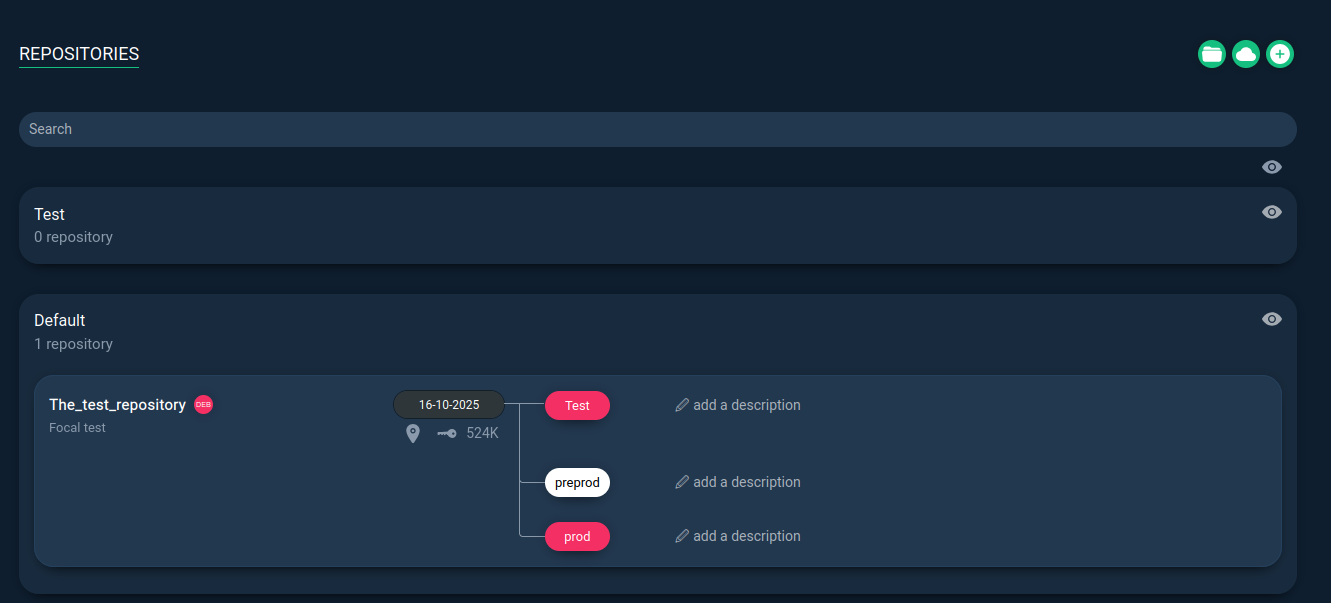 REPOSITORIES
Search
Test
0 repository
Default
1 repository
The_test_repository DEB 16-10-2025 Test add a description
Focal test 524K
preprod add a description
prod add a description